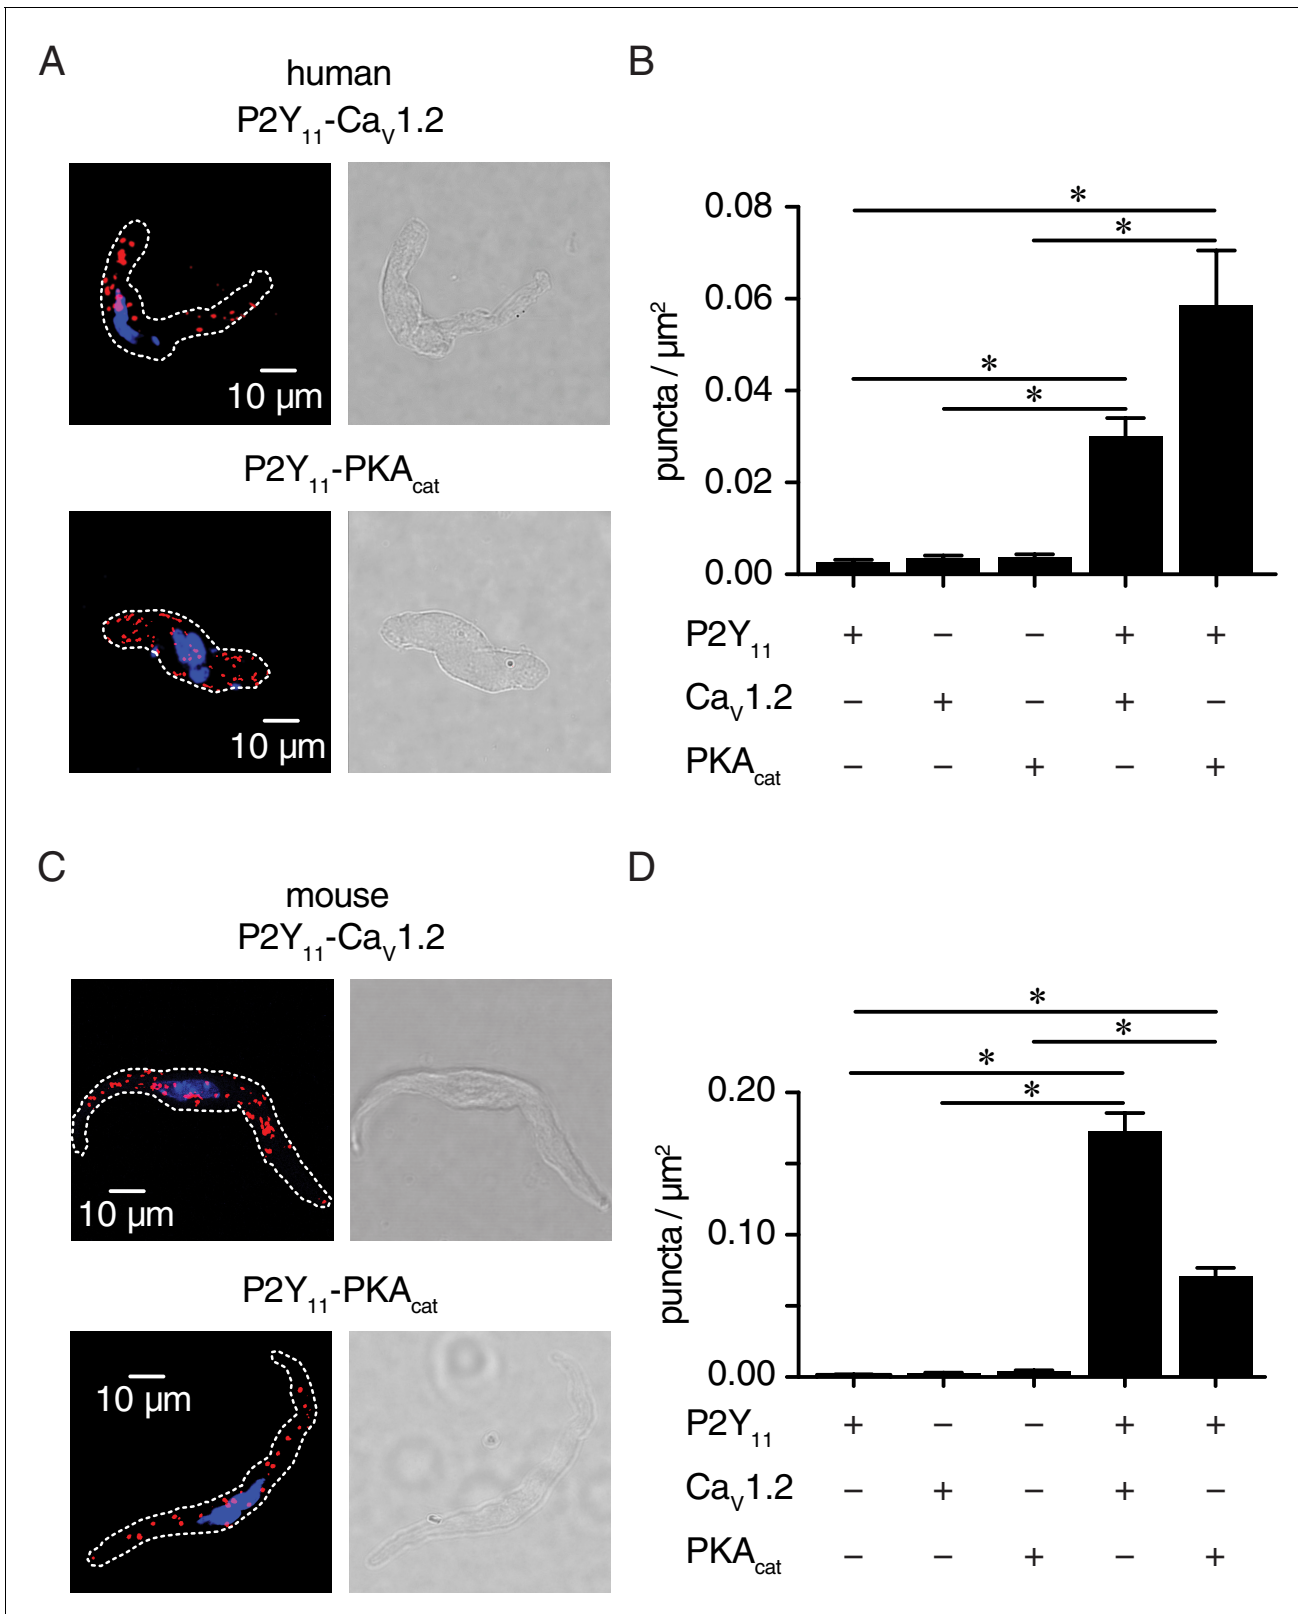 A
human
P2Y11-CaV1.2
10 µm
P2Y11-PKAcat
10 µm
B
puncta / µm2
0.08
0.06
0.04
0.02
0.00
*
*
*
*
P2Y11 + − − + +
CaV1.2 − + − + −
PKAcat − − + − +
C
mouse
P2Y11-CaV1.2
10 µm
P2Y11-PKAcat
10 µm
D
puncta / µm2
0.20
0.10
0.00
*
*
*
*
P2Y11 + − − + +
CaV1.2 − + − + −
PKAcat − − + − +